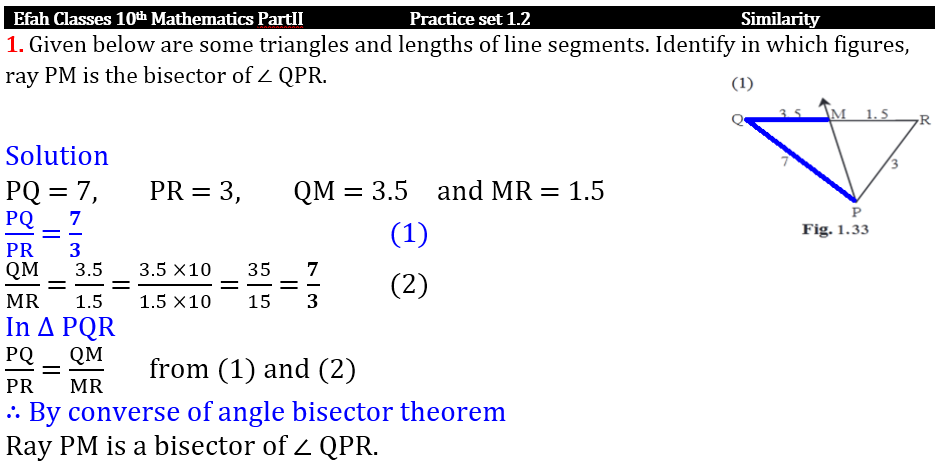 Efah Classes 10th Mathematics PartII Practice set 1.2 Similarity
1. Given below are some triangles and lengths of line segments. Identify in which figures,
ray PM is the bisector of ∠ QPR.
(1)
Q 3.5 M 1.5 R
7 3
P
Fig. 1.33
Solution
PQ = 7, PR = 3, QM = 3.5 and MR = 1.5
PQ/PR = 7/3 (1)
QM/MR = 3.5/1.5 = 3.5 ×10/1.5 ×10 = 35/15 = 7/3 (2)
In Δ PQR
PQ/PR = QM/MR from (1) and (2)
∴ By converse of angle bisector theorem
Ray PM is a bisector of ∠ QPR.